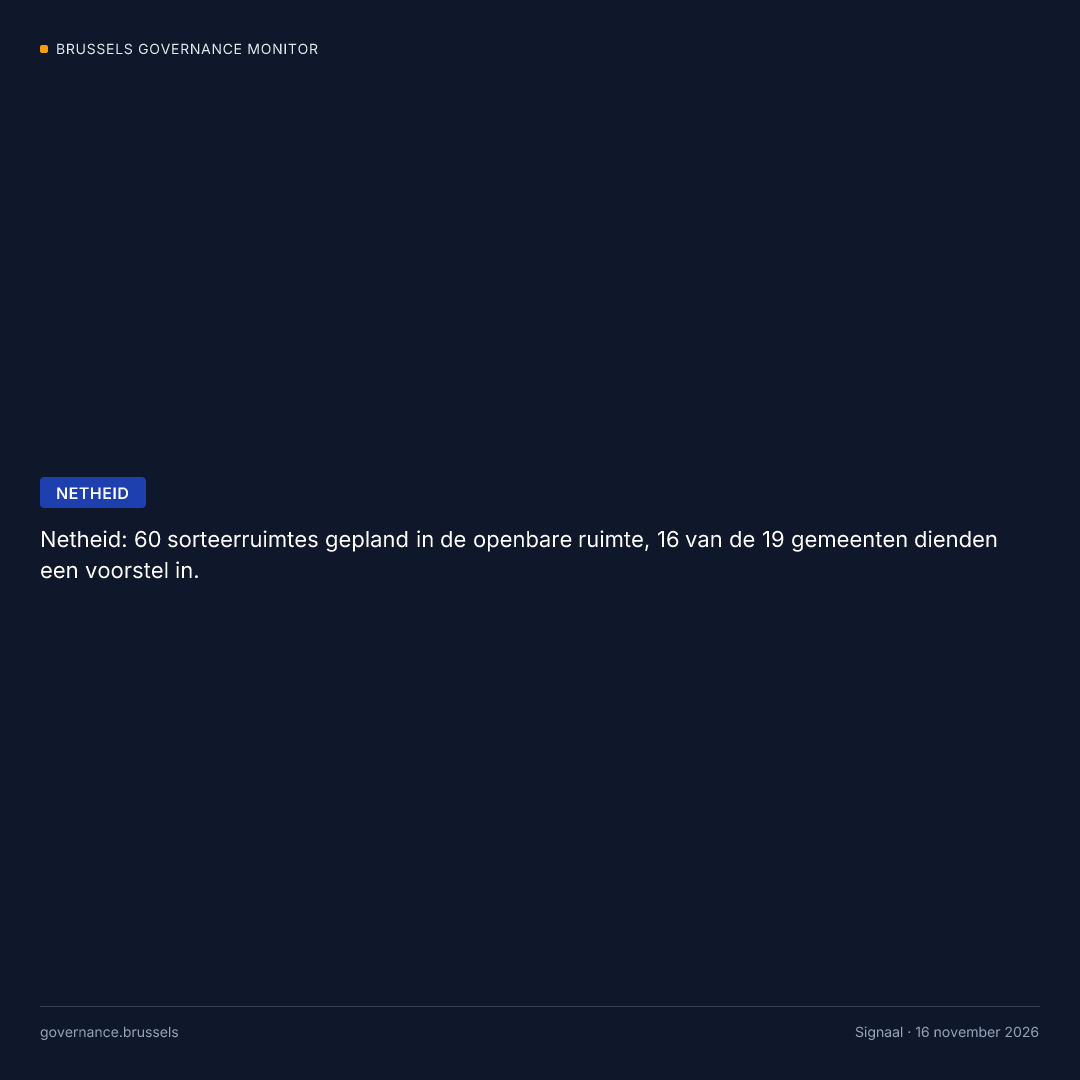 BRUSSELS GOVERNANCE MONITOR
NETHEID
Netheid: 60 sorteerruimtes gepland in de openbare ruimte, 16 van de 19 gemeenten dienden
een voorstel in.
governance.brussels
Signaal · 16 november 2026